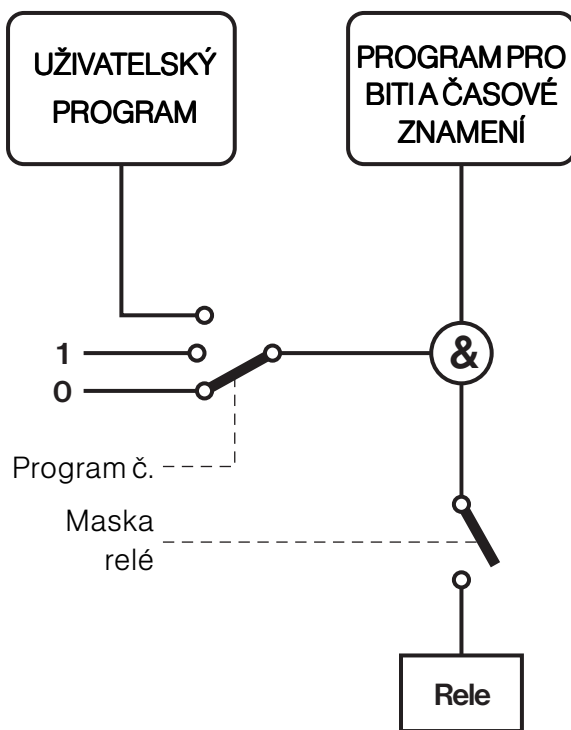 UŽIVATELSKÝ
PROGRAM
PROGRAM PRO
BITI A ČASOVÉ
ZNAMENÍ
1
&
0
Program č.
Maska
relé
Rele